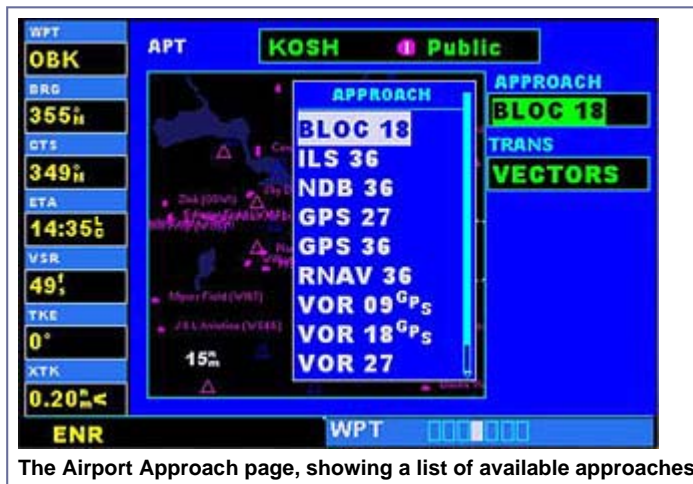 WPT
OBK
BRG
355°M
GTS
349°M
ETA
14:35LC
VSR
49fs
TKE
0°
XTK
0.20nm<
ENR
APT
KOSH Public
APPROACH
BLOC 18
ILS 36
NDB 36
GPS 27
GPS 36
RNAV 36
VOR 09GPS
VOR 18GPS
VOR 27
APPROACH
BLOC 18
TRANS
VECTORS
15nm
WPT
The Airport Approach page, showing a list of available approaches